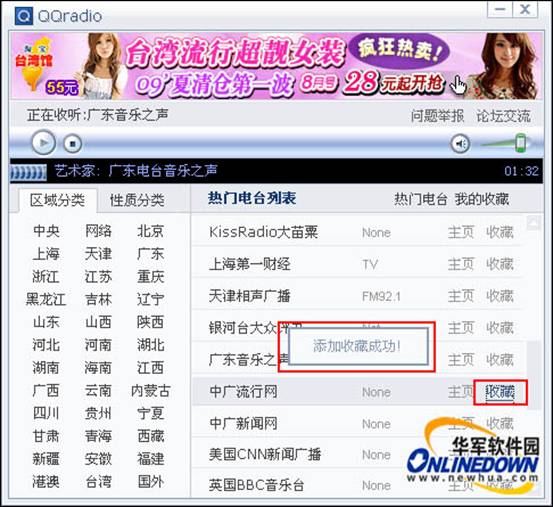 QQradio
淘宝
台湾馆
55元
台湾流行超靓女装 疯狂热卖!
09'夏清仓第一波 8月号 28元起开抢
正在收听:广东音乐之声 问题举报 论坛交流
艺术家: 广东电台音乐之声 01:32
区域分类 性质分类
中央 网络 北京
上海 天津 广东
浙江 江苏 重庆
黑龙江 吉林 辽宁
山东 山西 陕西
河北 河南 湖北
湖南 海南 江西
广西 云南 内蒙古
四川 贵州 宁夏
甘肃 青海 西藏
新疆 安徽 福建
港澳 台湾 国外
热门电台列表 热门电台 我的收藏
KissRadio大苗栗 None 主页 收藏
上海第一财经 TV 主页 收藏
天津相声广播 FM92.1 主页 收藏
银河台大众 主页 收藏
广东音乐之声 主页 收藏
添加收藏成功!
中广流行网 None 主页 收藏
中广新闻网 None 主页
美国CNN新闻广播 None
英国BBC音乐台 None
华军软件园
ONLINEDOWN
www.newhua.com